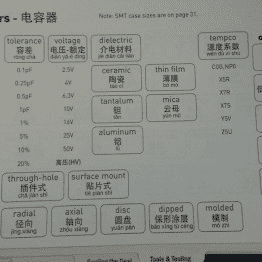 rs - 电容器
Note: SMT case sizes are on page 31.
tolerance
容差
róng chā
voltage
电压-额定
diàn yā-é dìng
dielectric
介电材料
jiè diàn cái liào
tempco
温度系数
wēn dù xì shù
0.1pF
0.25pF
0.5pF
1pF
1%
5%
10%
20%
2.5V
4V
6.3V
10V
16V
25V
50V
高压(HV)
ceramic
陶瓷
táo cí
thin film
薄膜
bó mó
tantalum
钽
tǎn
mica
云母
yún mǔ
aluminum
铝
lǚ
C0G, NP0
X5R
X7R
X7S
Y5V
Z5U
through-hole
插件式
chā jiàn shì
surface mount
贴片式
tiē piàn shì
radial
径向
jìng xiàng
axial
轴向
zhóu xiàng
disc
圆盘
yuán pán
dipped
保形涂层
bǎo xíng tú céng
molded
模制
mó zhì
Tools & Tooling